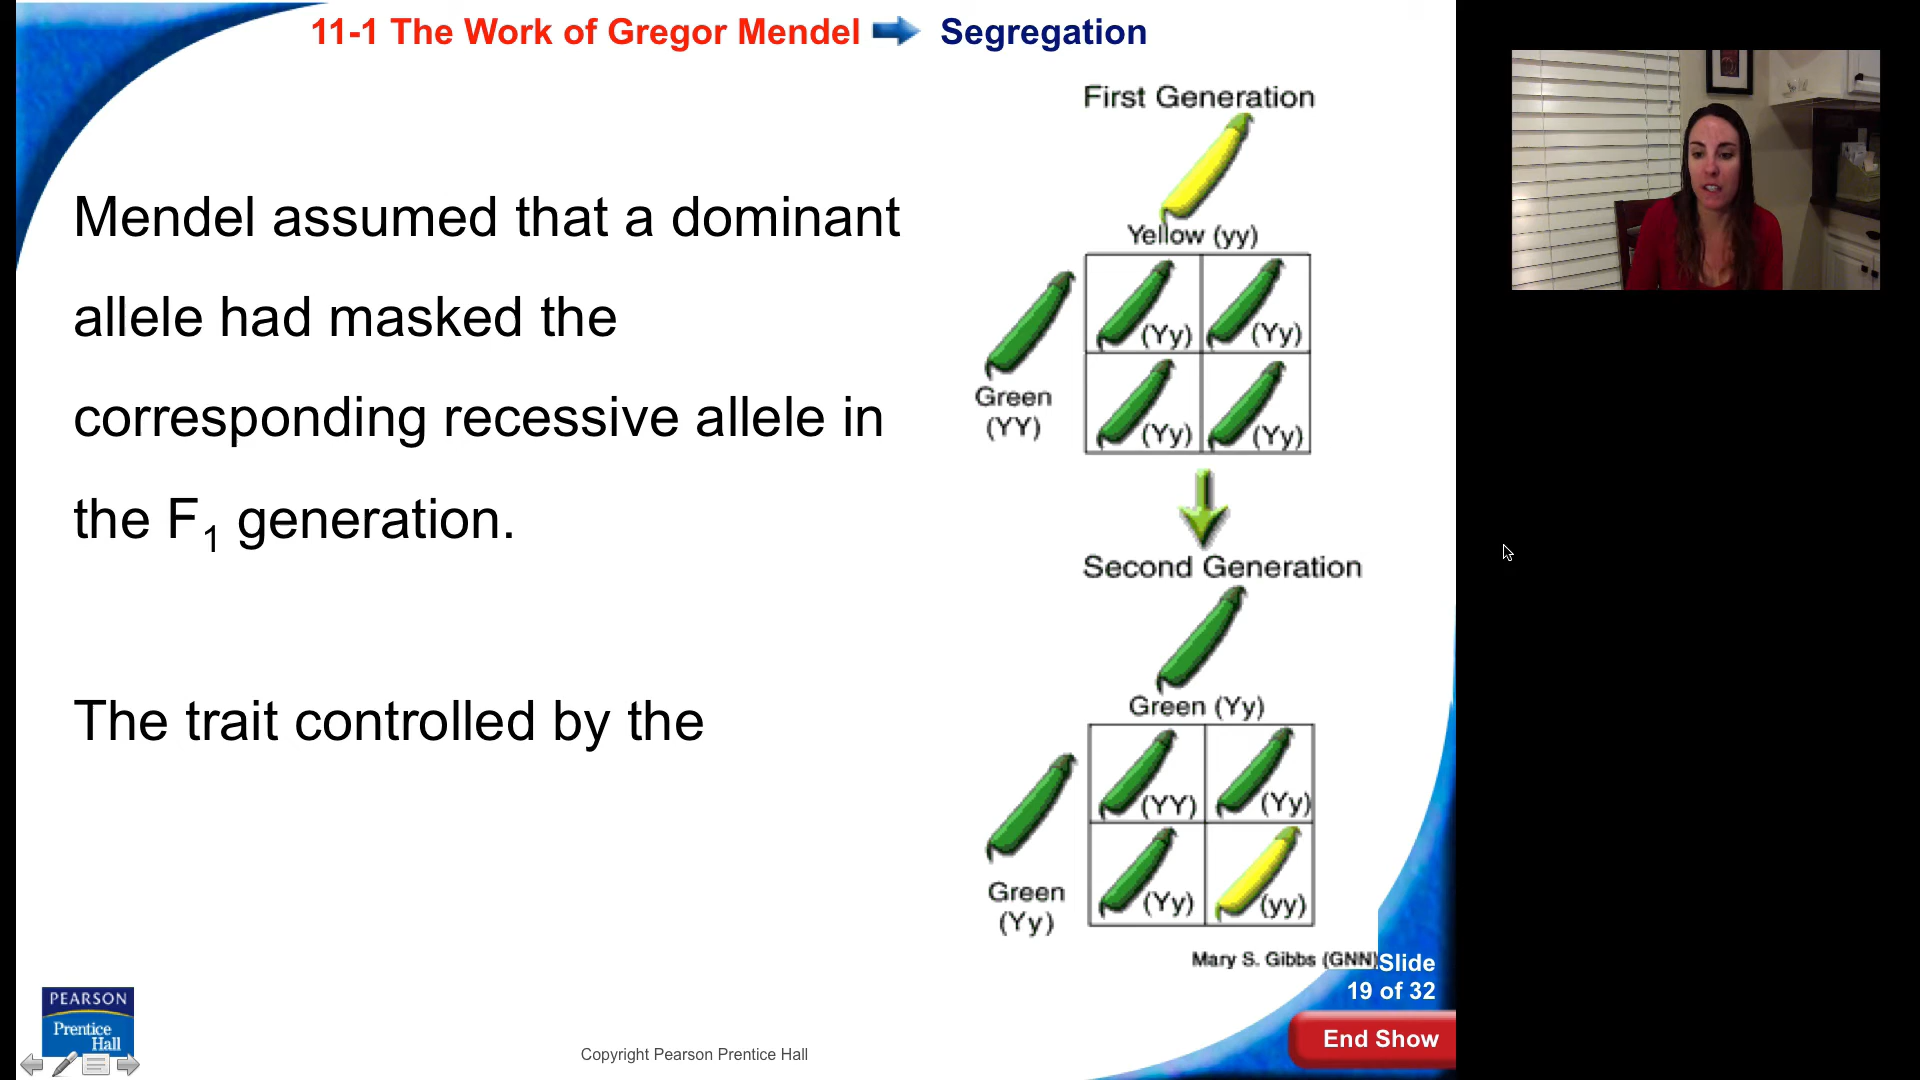 11-1 The Work of Gregor Mendel Segregation
Mendel assumed that a dominant
allele had masked the
corresponding recessive allele in
the F1 generation.
The trait controlled by the
First Generation
Yellow (yy)
Green
(YY)
(Yy) (Yy)
(Yy) (Yy)
Second Generation
Green (Yy)
Green
(Yy)
(YY) (Yy)
(Yy) (yy)
Mary S. Gibbs (GNN)
Slide
19 of 32
End Show
PEARSON
Prentice
Hall
Copyright Pearson Prentice Hall